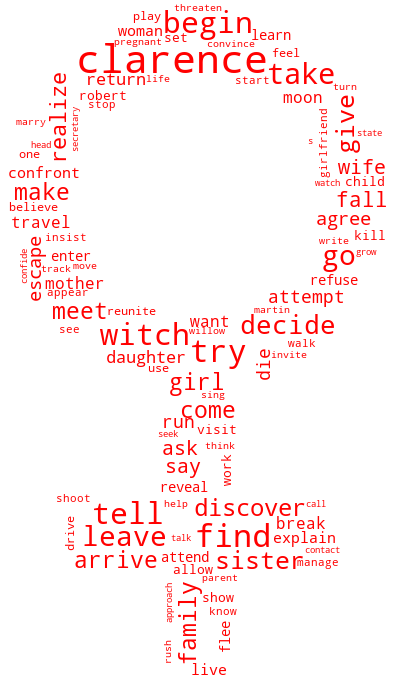 threaten
play
begin
woman
set
learn
pregnant
convince
clarence
feel
return
life
start
take
turn
robert
moon
stop
realize
secretary
girlfriend
give
marry
s
state
head
one
wife
confront
watch
child
make
fall
believe
travel
agree
kill
insist
write
escape
enter
go
grow
confide
track
move
mother
refuse
appear
attempt
meet
reunite
martin
see
willow
want
decide
witch
try
walk
daughter
die
invite
use
girl
sing
come
run
visit
seek
think
ask
say
work
reveal
shoot
help
discover
call
tell
drive
break
leave
talk
find
explain
contact
arrive
attend
sister
manage
allow
parent
approach
family
show
know
flee
rush
live